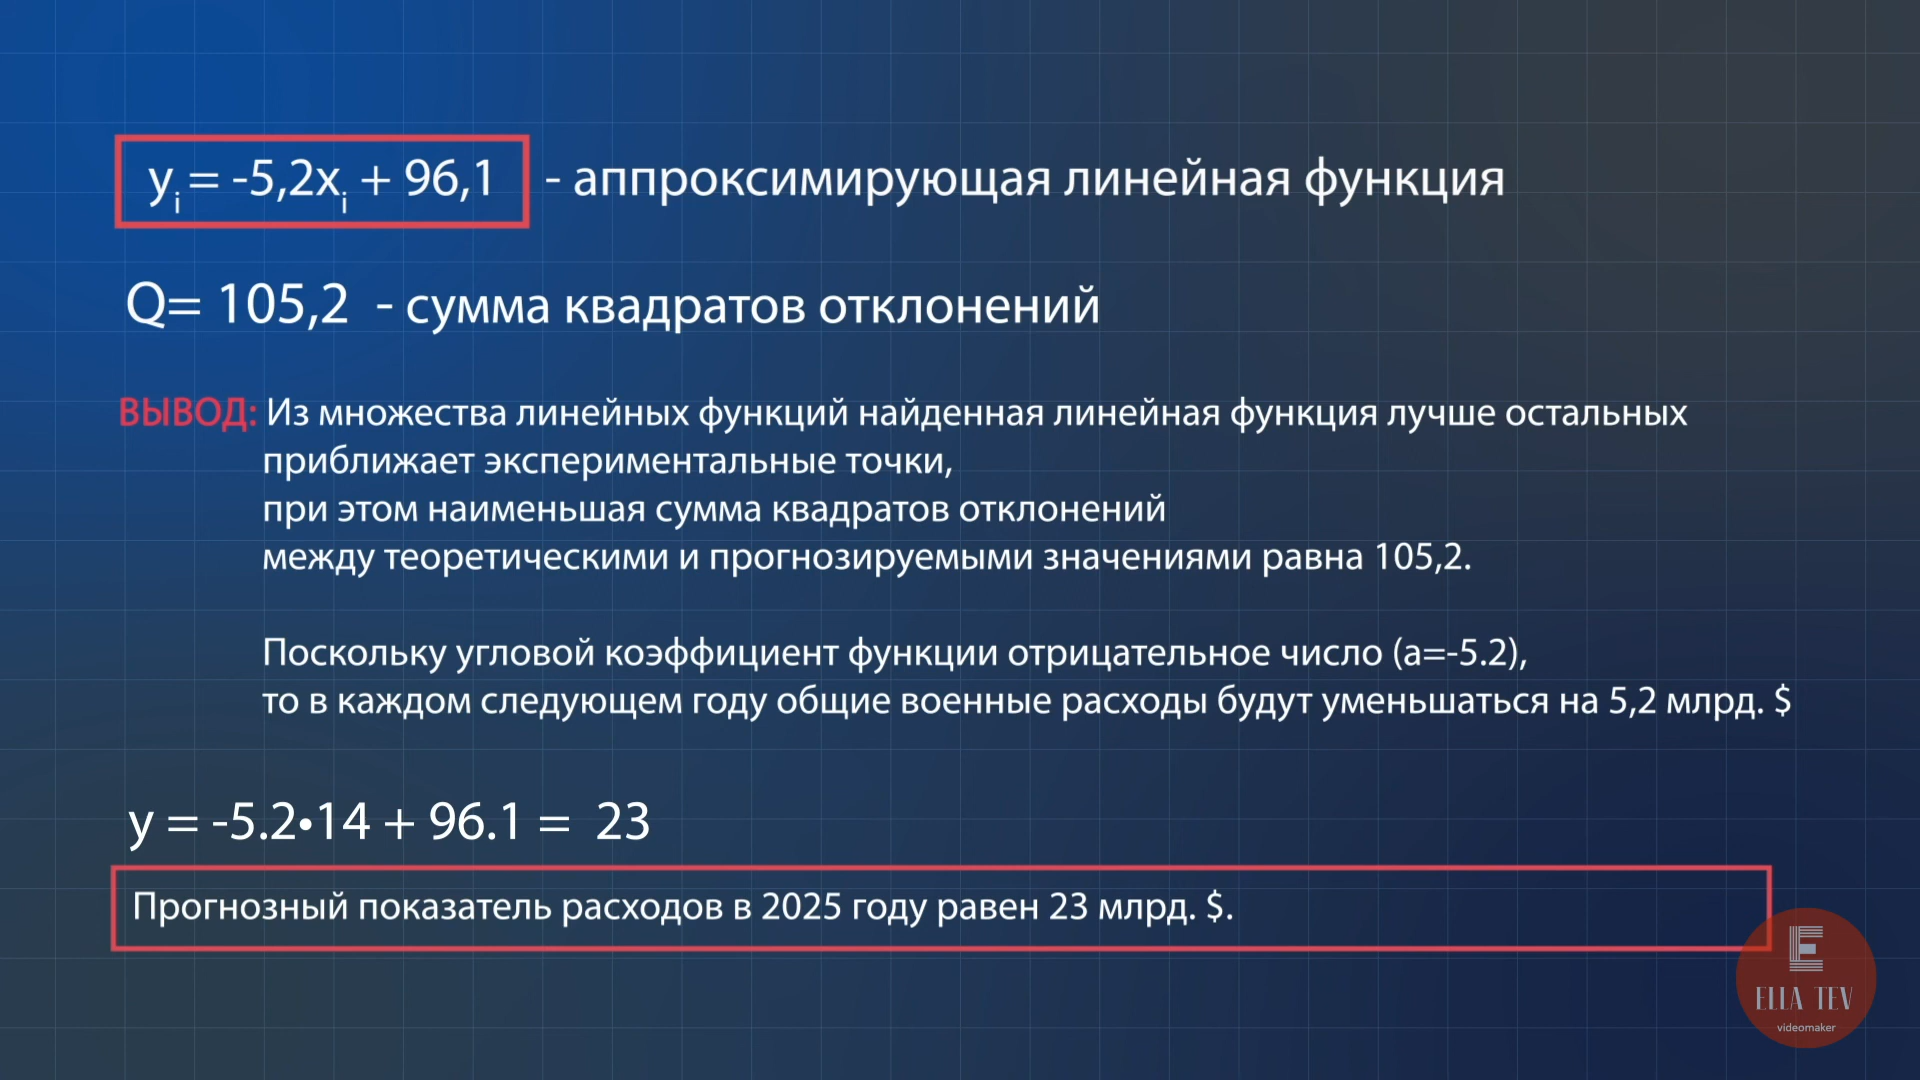 yi = -5,2xi + 96,1 - аппроксимирующая линейная функция
Q= 105,2 - сумма квадратов отклонений
ВЫВОД: Из множества линейных функций найденная линейная функция лучше остальных
приближает экспериментальные точки,
при этом наименьшая сумма квадратов отклонений
между теоретическими и прогнозируемыми значениями равна 105,2.
Поскольку угловой коэффициент функции отрицательное число (a=-5.2),
то в каждом следующем году общие военные расходы будут уменьшаться на 5,2 млрд. $
y = -5.2•14 + 96.1 = 23
Прогнозный показатель расходов в 2025 году равен 23 млрд. $.
E
ELLA TEV
videomaker